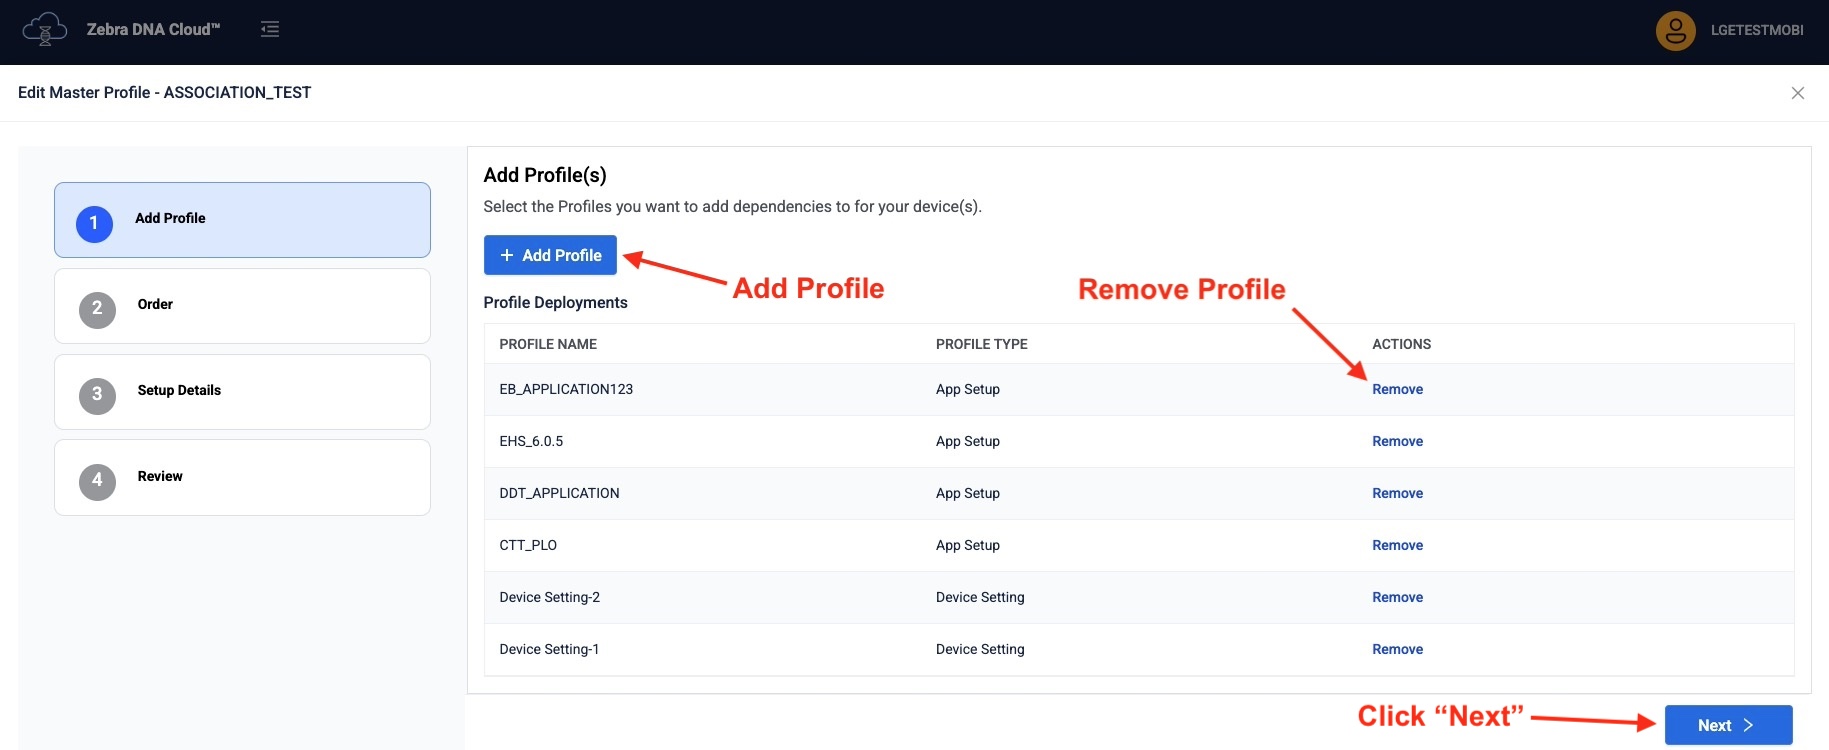 Zebra DNA Cloud™
LGETESTMOBI
Edit Master Profile - ASSOCIATION_TEST
1 Add Profile
2 Order
3 Setup Details
4 Review
Add Profile(s)
Select the Profiles you want to add dependencies to for your device(s).
+ Add Profile
Add Profile
Remove Profile
Profile Deployments
PROFILE NAME PROFILE TYPE ACTIONS
EB_APPLICATION123 App Setup Remove
EHS_6.0.5 App Setup Remove
DDT_APPLICATION App Setup Remove
CTT_PLO App Setup Remove
Device Setting-2 Device Setting Remove
Device Setting-1 Device Setting Remove
Click “Next”
Next >